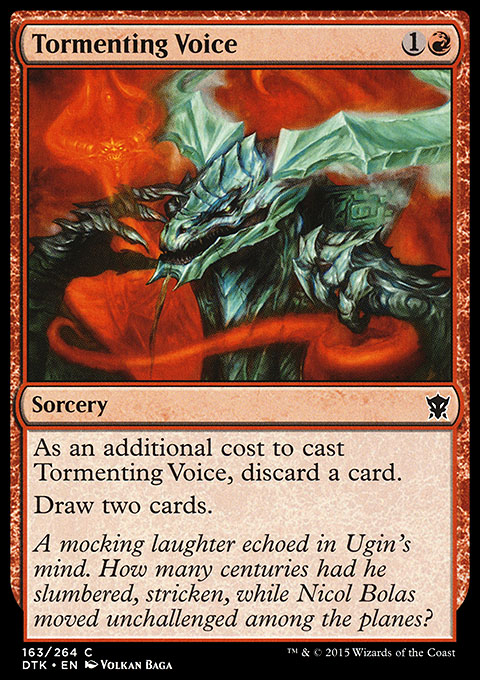 Tormenting Voice 1
Sorcery
As an additional cost to cast
Tormenting Voice, discard a card.
Draw two cards.
A mocking laughter echoed in Ugin's
mind. How many centuries had he
slumbered, stricken, while Nicol Bolas
moved unchallenged among the planes?
163/264 C
DTK • EN Volkan Baga
™ & © 2015 Wizards of the Coast